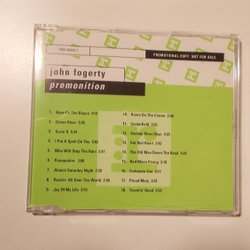 PROMOTIONAL COPY NOT FOR SALE
john fogerty
premonition
1. Born On The Bayou
2. Green River 3:35
3. Susie Q
4. I Put A Spell On You
5. Who Will Stop The Rain
6. Premonition
7. Almost Saturday Night
8. Rockin' All Over The World
9. Joy Of My Life
10. Down On The Corner
11. Centerfield
12. Swamp River Days
13. Hot Rod Heart
14. The Old Man Down The Road
15. Bad Moon Rising
16. Fortunate Son
17. Proud Mary
18. Travelin' Band